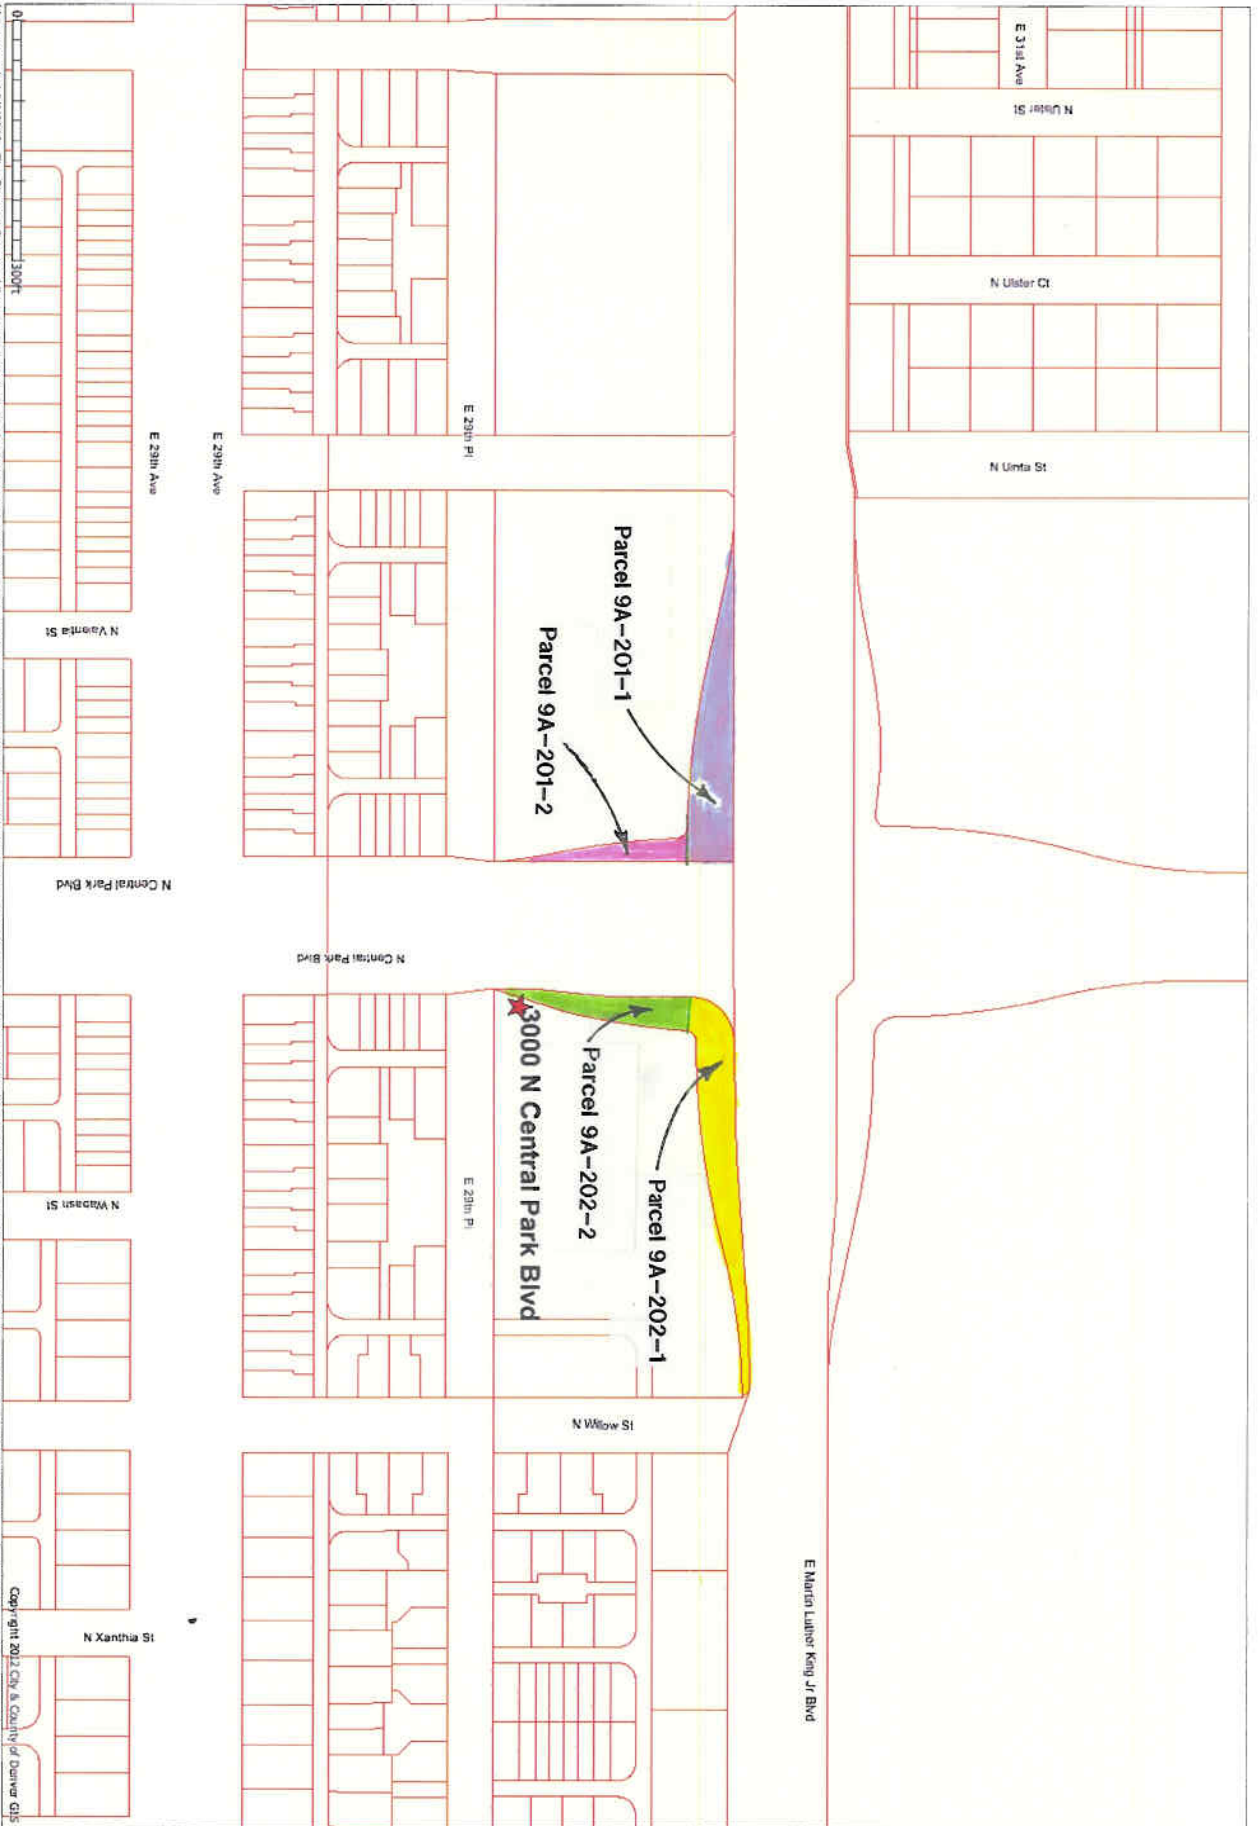 E 31st Ave
N Ulster St
N Ulster Ct
N Uinta St
E 29th Pl
E 29th Ave
E 29th Ave
Parcel 9A-201-1
Parcel 9A-201-2
N Valentia St
N Central Park Blvd
N Central Park Blvd
3000 N Central Park Blvd
Parcel 9A-202-2
Parcel 9A-202-1
E 29th Pl
N Wabash St
N Willow St
E Martin Luther King Jr Blvd
N Xanthia St
0
300ft
Copyright 2012 City & County of Denver GIS